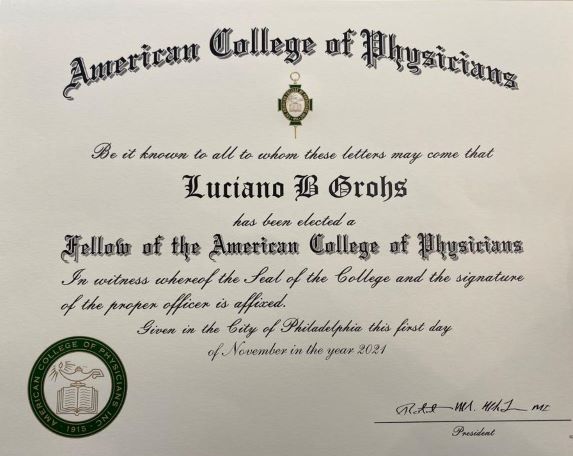 American College of Physicians
Be it known to all to whom these letters may come that
Luciano B Grohs
has been elected a
Fellow of the American College of Physicians
In witness whereof the Seal of the College and the signature
of the proper officer is affixed.
Given in the City of Philadelphia this first day
of November in the year 2021
AMERICAN COLLEGE OF PHYSICIANS INC.
1915
President